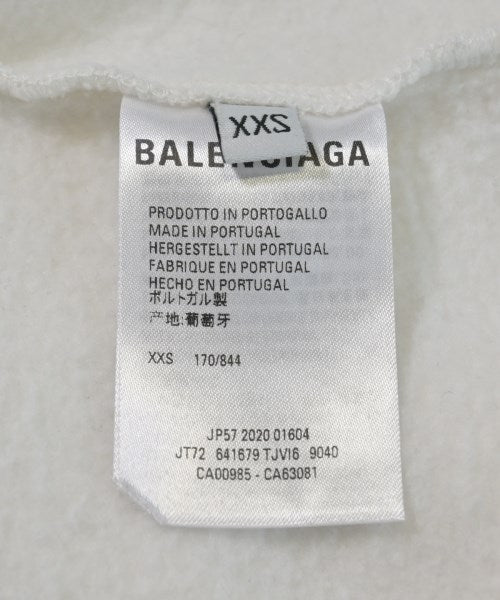 XXS
BALENCIAGA
PRODOTTO IN PORTOGALLO
MADE IN PORTUGAL
HERGESTELLT IN PORTUGAL
FABRIQUE EN PORTUGAL
HECHO EN PORTUGAL
ポルトガル製
产地:葡萄牙
XXS 170/844
JP57 2020 01604
JT72 641679 TJVI6 9040
CA00985 - CA63081